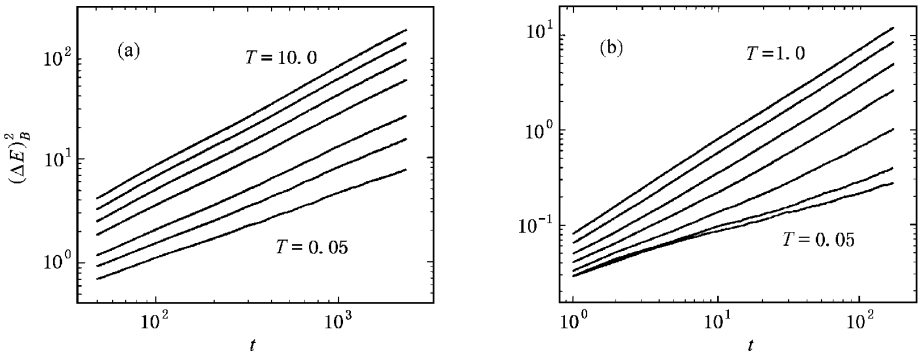 (a)
T = 10.0
T = 0.05
10²
10¹
10⁰
(ΔE)²_B
10²
10³
t
(b)
T = 1.0
T = 0.05
10¹
10⁰
10⁻¹
10⁰
10¹
10²
t